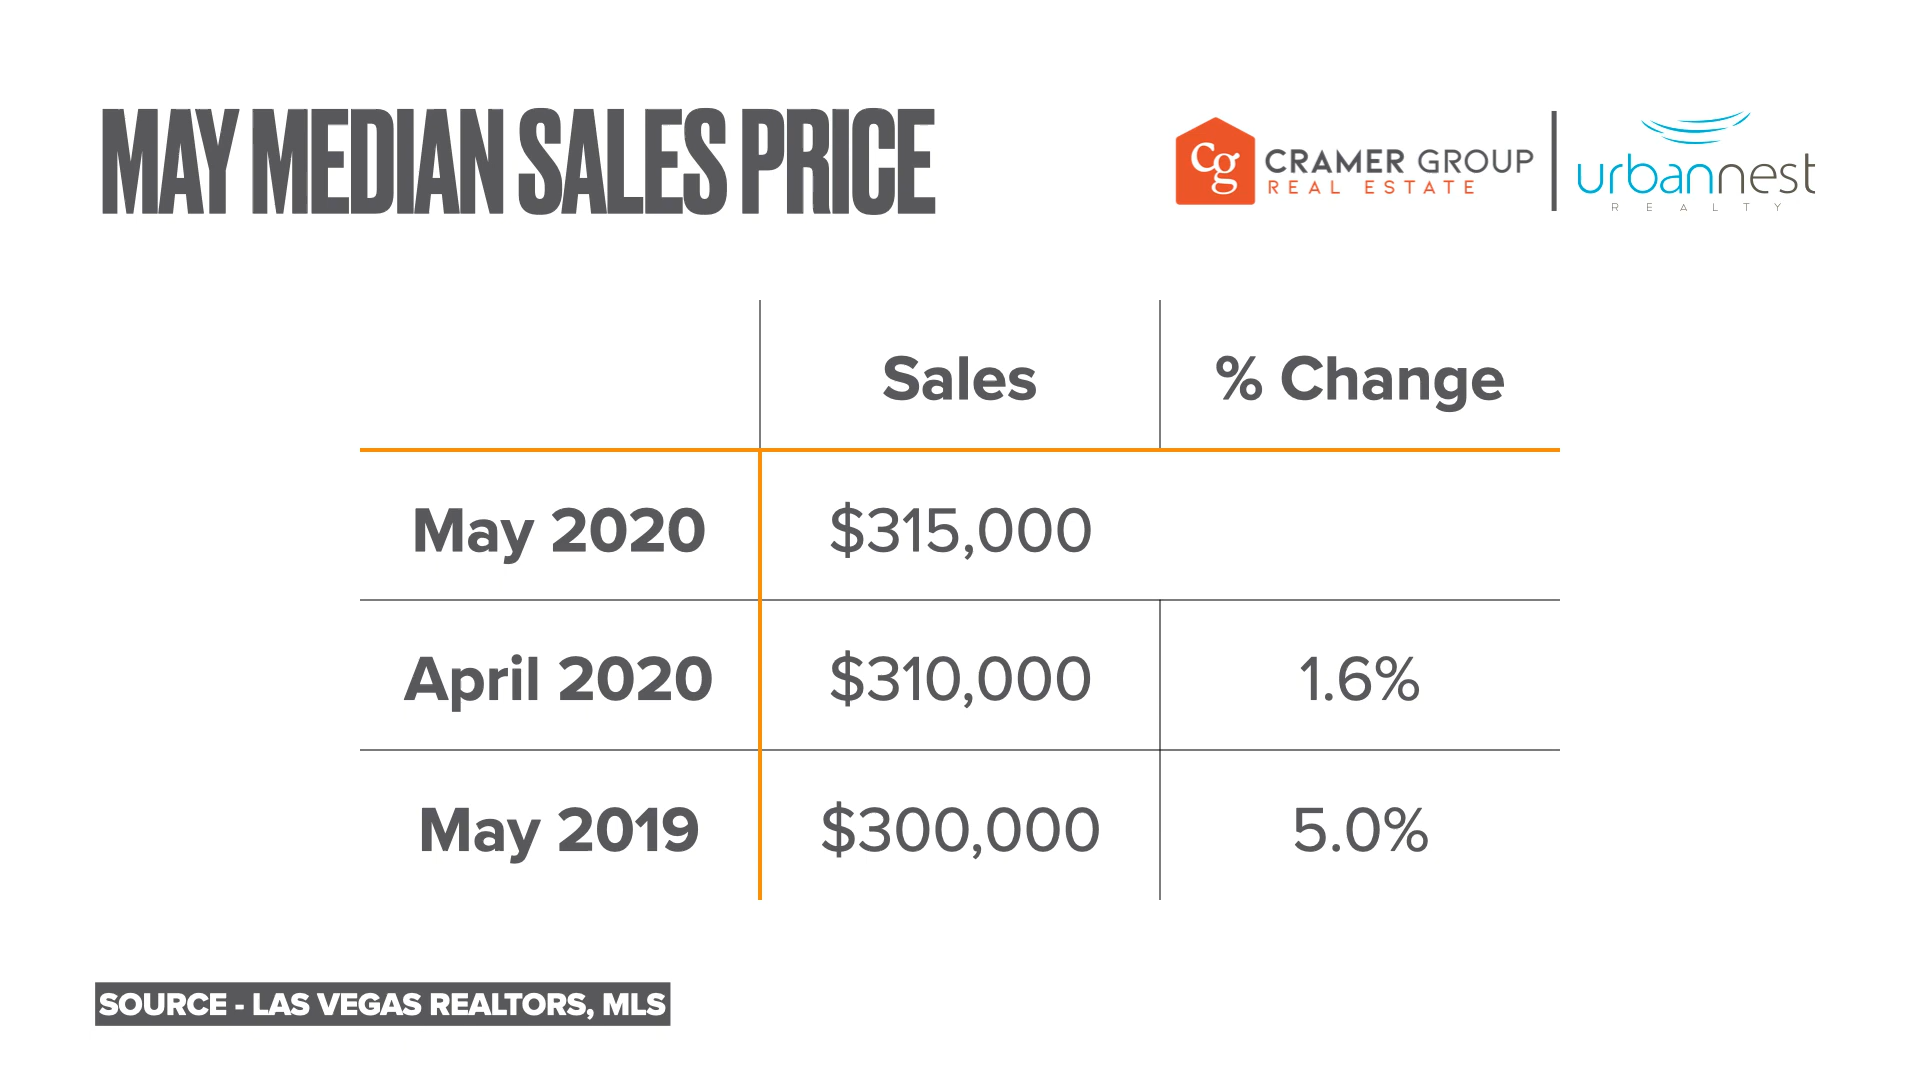 MAY MEDIAN SALES PRICE
Cg CRAMER GROUP
REAL ESTATE
urbannest
REALTY
Sales % Change
May 2020 $315,000
April 2020 $310,000 1.6%
May 2019 $300,000 5.0%
SOURCE - LAS VEGAS REALTORS, MLS